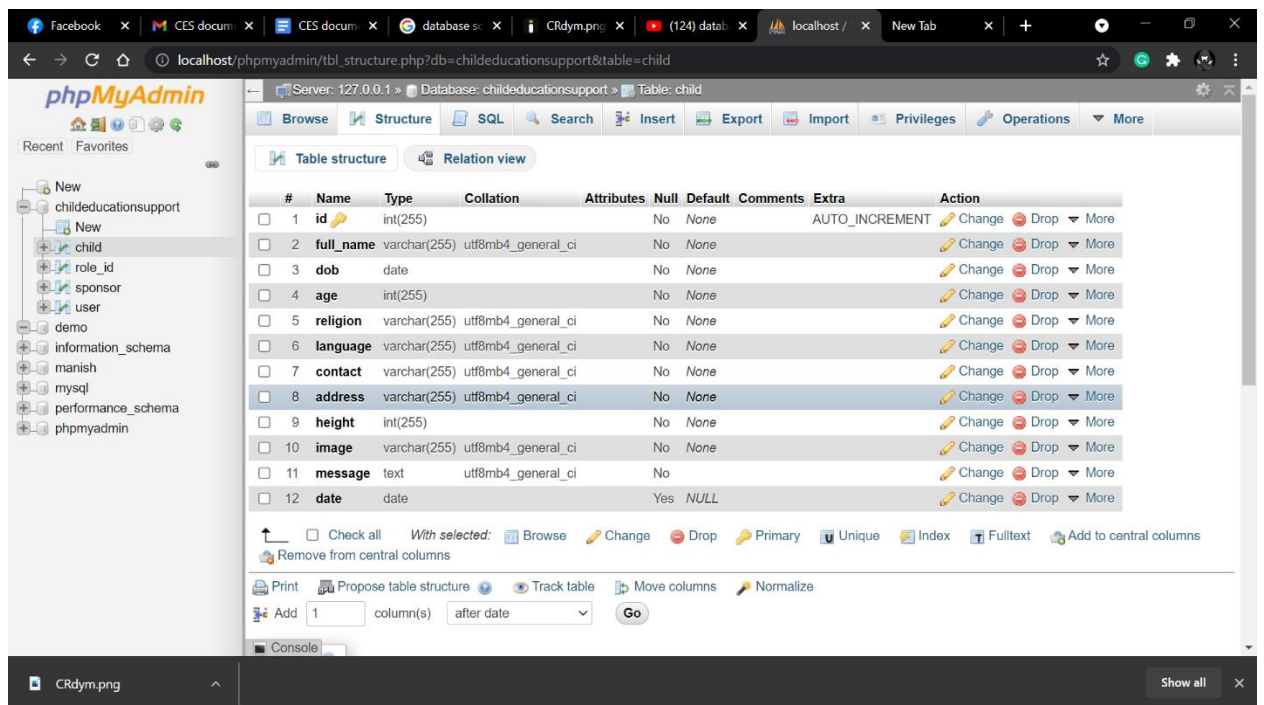 Facebook CES docum CES docum database sc CRdym.png (124) datab localhost / New Tab
localhost/phpmyadmin/tbl_structure.php?db=childeducationsupport&table=child
phpMyAdmin
Recent Favorites
New
childeducationsupport
New
child
role_id
sponsor
user
demo
information_schema
manish
mysql
performance_schema
phpmyadmin
Server: 127.0.0.1 » Database: childeducationsupport » Table: child
Browse Structure SQL Search Insert Export Import Privileges Operations More
Table structure Relation view
# Name Type Collation Attributes Null Default Comments Extra Action
1 id int(255) No None AUTO_INCREMENT Change Drop More
2 full_name varchar(255) utf8mb4_general_ci No None Change Drop More
3 dob date No None Change Drop More
4 age int(255) No None Change Drop More
5 religion varchar(255) utf8mb4_general_ci No None Change Drop More
6 language varchar(255) utf8mb4_general_ci No None Change Drop More
7 contact varchar(255) utf8mb4_general_ci No None Change Drop More
8 address varchar(255) utf8mb4_general_ci No None Change Drop More
9 height int(255) No None Change Drop More
10 image varchar(255) utf8mb4_general_ci No None Change Drop More
11 message text utf8mb4_general_ci No Change Drop More
12 date date Yes NULL Change Drop More
Check all With selected: Browse Change Drop Primary Unique Index Fulltext Add to central columns
Remove from central columns
Print Propose table structure Track table Move columns Normalize
Add 1 column(s) after date Go
Console
CRdym.png Show all